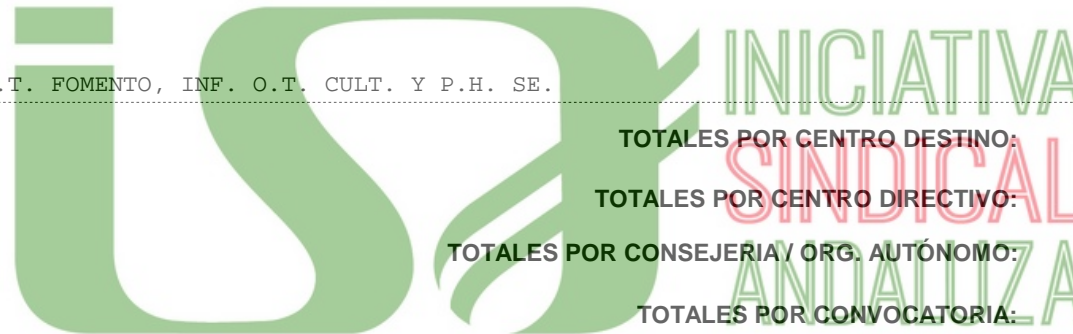 isa
INICIATIVA
.T. FOMENTO, INF. O.T. CULT. Y P.H. SE.
TOTALES POR CENTRO DESTINO:
SINDICAL
TOTALES POR CENTRO DIRECTIVO:
TOTALES POR CONSEJERIA / ORG. AUTÓNOMO:
ANDALUZA
TOTALES POR CONVOCATORIA: